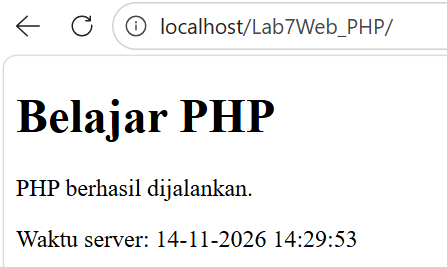 localhost/Lab7Web_PHP/
Belajar PHP
PHP berhasil dijalankan.
Waktu server: 14-11-2026 14:29:53